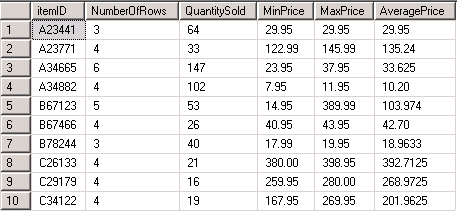 itemID NumberOfRows QuantitySold MinPrice MaxPrice AveragePrice
1 A23441 3 64 29.95 29.95 29.95
2 A23771 4 33 122.99 145.99 135.24
3 A34665 6 147 23.95 37.95 33.625
4 A34882 4 102 7.95 11.95 10.20
5 B67123 5 53 14.95 389.99 103.974
6 B67466 4 26 40.95 43.95 42.70
7 B78244 3 40 17.99 19.95 18.9633
8 C26133 4 21 380.00 398.95 392.7125
9 C29179 4 16 259.95 280.00 268.9725
10 C34122 4 19 167.95 269.95 201.9625